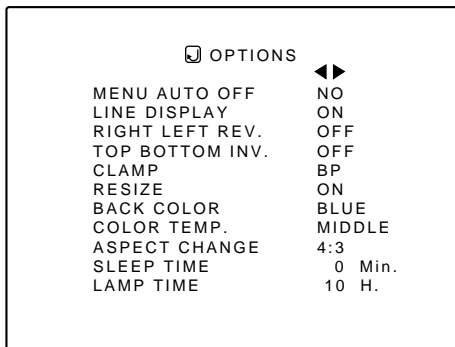 OPTIONS
MENU AUTO OFF NO
LINE DISPLAY ON
RIGHT LEFT REV. OFF
TOP BOTTOM INV. OFF
CLAMP BP
RESIZE ON
BACK COLOR BLUE
COLOR TEMP. MIDDLE
ASPECT CHANGE 4:3
SLEEP TIME 0 Min.
LAMP TIME 10 H.